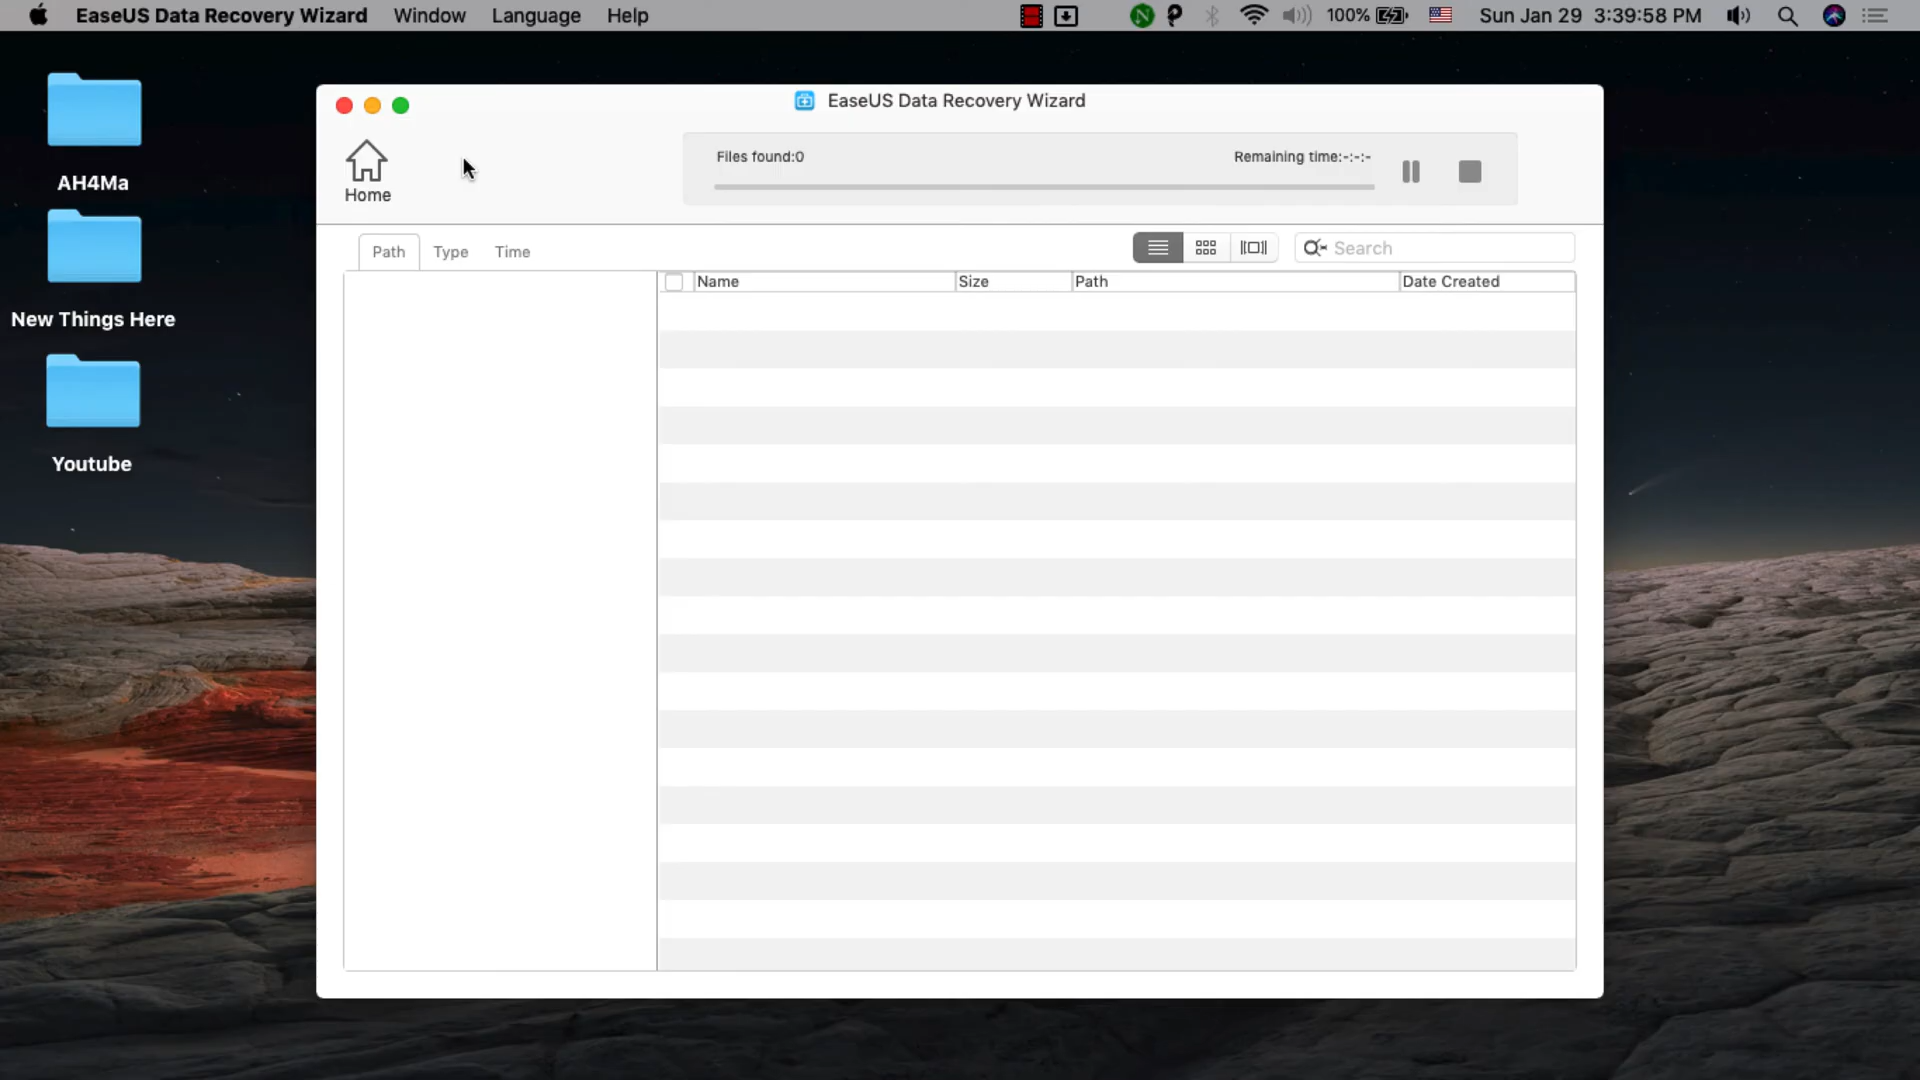 EaseUS Data Recovery Wizard Window Language Help 100% Sun Jan 29 3:39:58 PM
AH4Ma
New Things Here
Youtube
EaseUS Data Recovery Wizard
Home
Files found:0 Remaining time:-:-:-
Path Type Time Search
Name Size Path Date Created